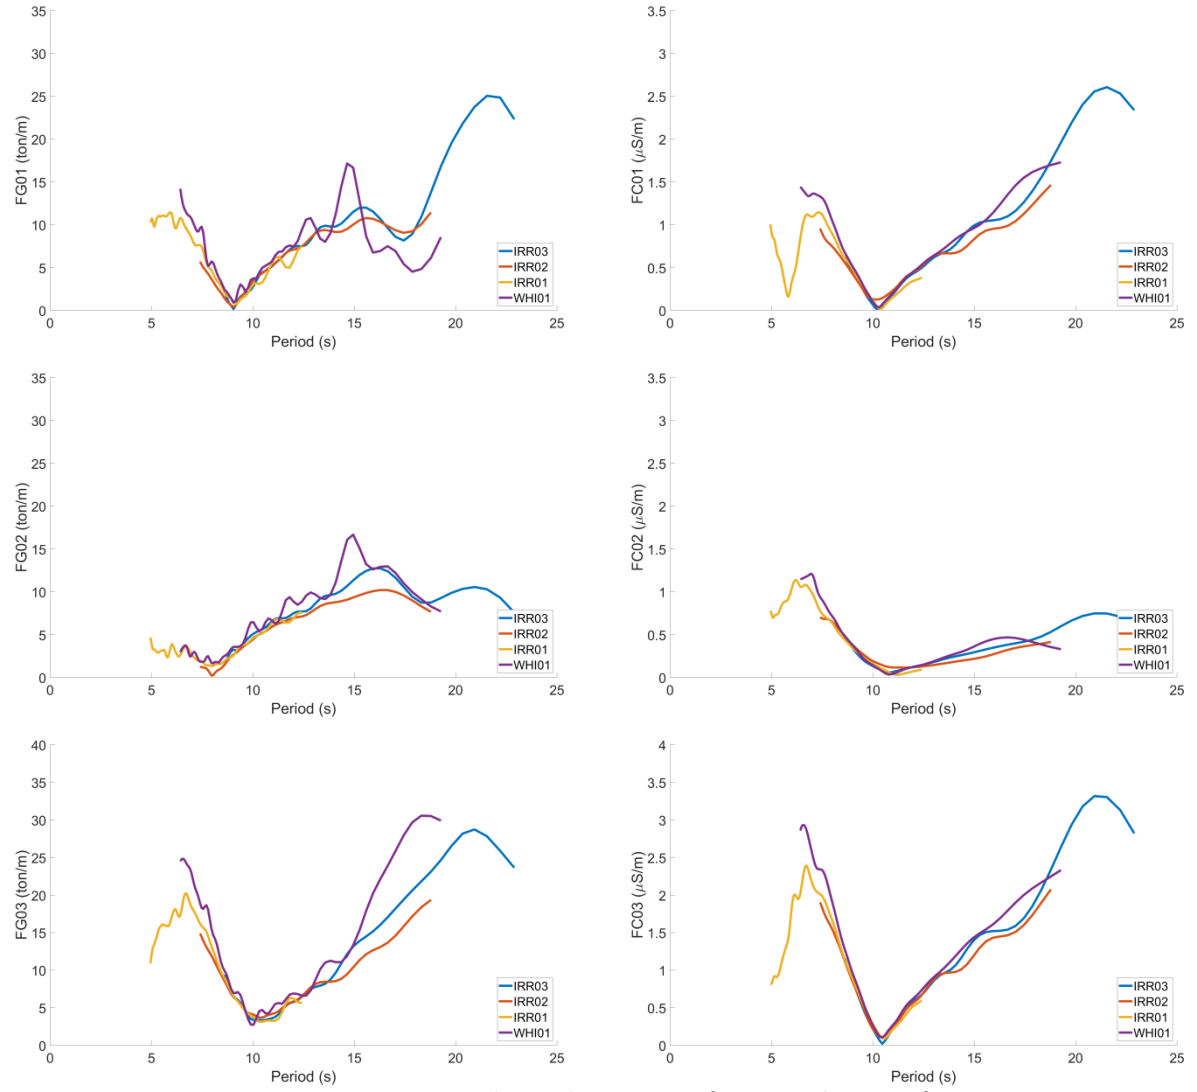 35
30
25
20
15
10
5
0
FG01 (ton/m)
0 5 10 15 20 25
Period (s)
IRR03
IRR02
IRR01
WHI01
3.5
3
2.5
2
1.5
1
0.5
0
FC01 (μS/m)
0 5 10 15 20 25
Period (s)
IRR03
IRR02
IRR01
WHI01
35
30
25
20
15
10
5
0
FG02 (ton/m)
0 5 10 15 20 25
Period (s)
IRR03
IRR02
IRR01
WHI01
3.5
3
2.5
2
1.5
1
0.5
0
FC02 (μS/m)
0 5 10 15 20 25
Period (s)
IRR03
IRR02
IRR01
WHI01
40
35
30
25
20
15
10
5
0
FG03 (ton/m)
0 5 10 15 20 25
Period (s)
IRR03
IRR02
IRR01
WHI01
4
3.5
3
2.5
2
1.5
1
0.5
0
FC03 (μS/m)
0 5 10 15 20 25
Period (s)
IRR03
IRR02
IRR01
WHI01